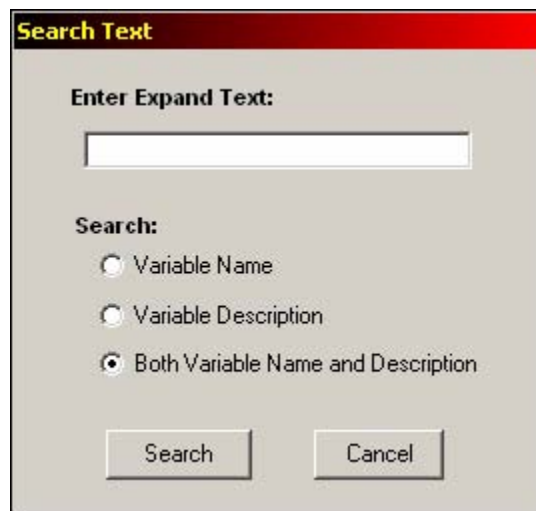 Search Text
Enter Expand Text:
Search:
Variable Name
Variable Description
Both Variable Name and Description
Search
Cancel